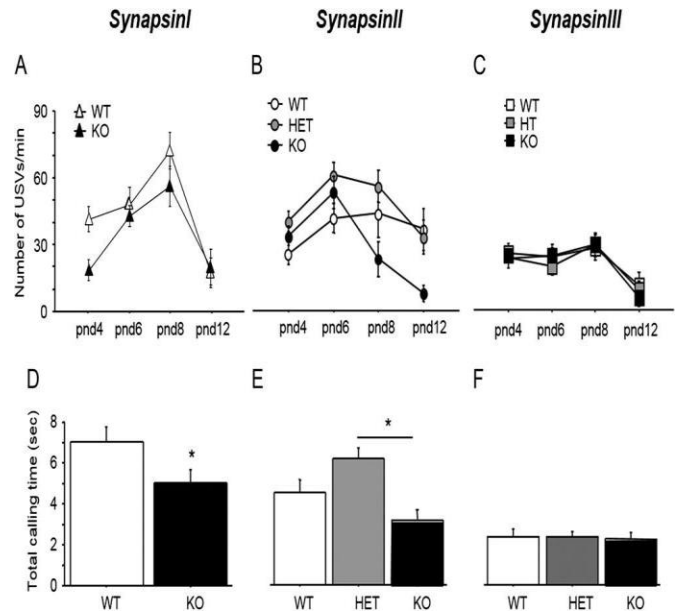 SynapsinI
SynapsinII
SynapsinIII
A
B
C
Number of USVs/min
90
60
30
0
WT
KO
WT
HET
KO
WT
HT
KO
pnd4 pnd6 pnd8 pnd12
pnd4 pnd6 pnd8 pnd12
pnd4 pnd6 pnd8 pnd12
D
E
F
Total calling time (sec)
8
6
4
2
0
*
*
WT KO
WT HET KO
WT HET KO